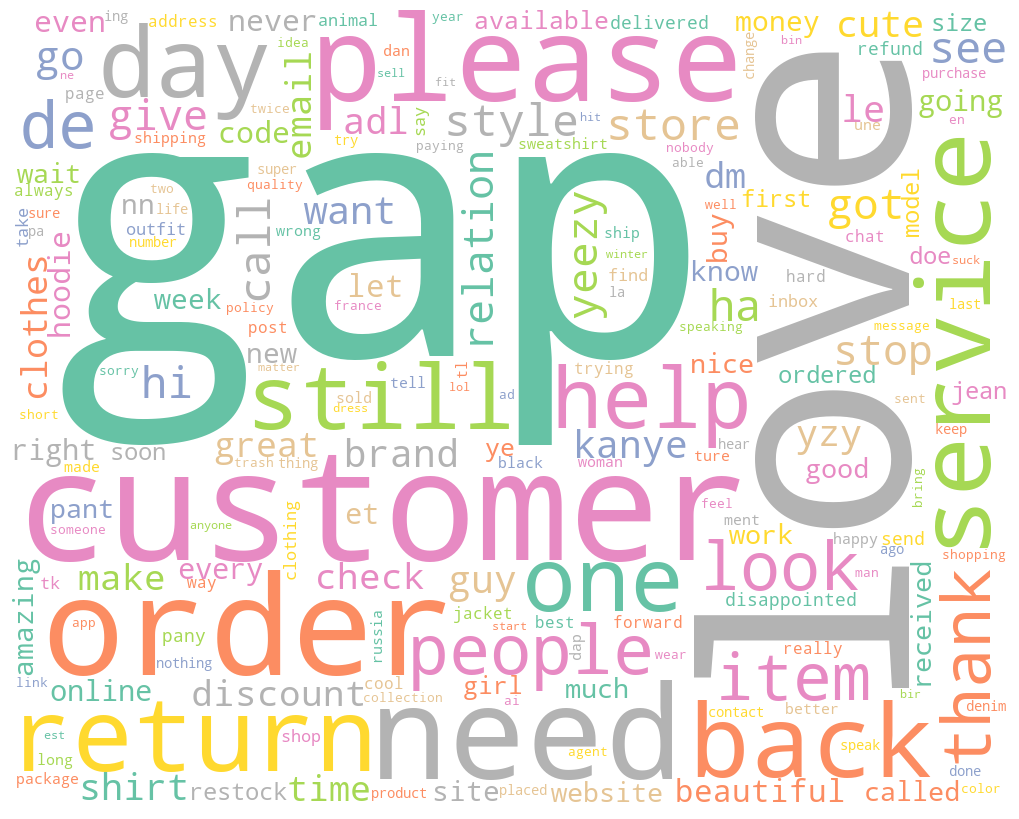 even
ing
address
animal
year
never
please
available
delivered
money
cute
size
day
go
idea
dan
refund
see
bin
page
ne
sell
fit
change
purchase
de
give
email
twice
adl
say
style
hit
store
le
going
code
shipping
try
paying
sweatshirt
nobody
une
en
wait
super
able
always
two
life
quality
relation
dm
well
first
got
model
service
gap
love
nn
call
want
yeezy
buy
take
sure
pa
outfit
wrong
ship
number
chat
hoodie
winter
doe
suck
find
know
hard
clothes
week
let
la
inbox
last
policy
france
ha
post
speaking
message
new
stop
matter
sorry
hi
tell
tl
lol
trying
nice
ordered
jean
still
help
ad
sent
short
sold
dress
keep
right
soon
great
brand
ye
kanye
hear
yzy
made
trash
thing
black
woman
ture
good
bring
customer
pant
someone
anyone
et
feel
ment
work
happy
send
ago
clothing
look
shopping
amazing
tk
make
every
way
check
guy
one
man
received
thank
order
app
jacket
best
disappointed
forward
pany
russia
start
people
dap
wear
really
nothing
link
online
discount
cool
collection
girl
much
item
bir
ai
better
denim
contact
return
need
back
speak
est
long
shop
agent
package
shirt
restock
time
product
site
placed
website
beautiful
called
done
color